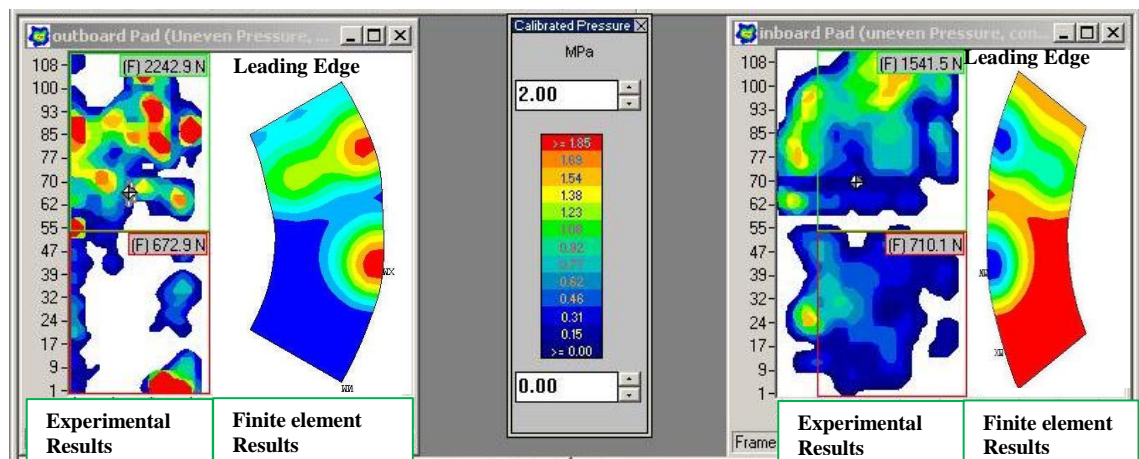 outboard Pad (Uneven Pressure, ...
Leading Edge
(F) 2242.9 N
(F) 672.9 N
108
100
93
85
77
70
62
55
47
39
32
24
17
9
1
Experimental
Results
Finite element
Results
Calibrated Pressure
MPa
2.00
>= 1.85
1.69
1.54
1.38
1.23
1.08
0.92
0.77
0.62
0.46
0.31
0.15
>= 0.00
0.00
inboard Pad (uneven Pressure, con...
Leading Edge
(F) 1541.5 N
(F) 710.1 N
108
100
93
85
77
70
62
55
47
39
32
24
17
9
1
Frame
Experimental
Results
Finite element
Results